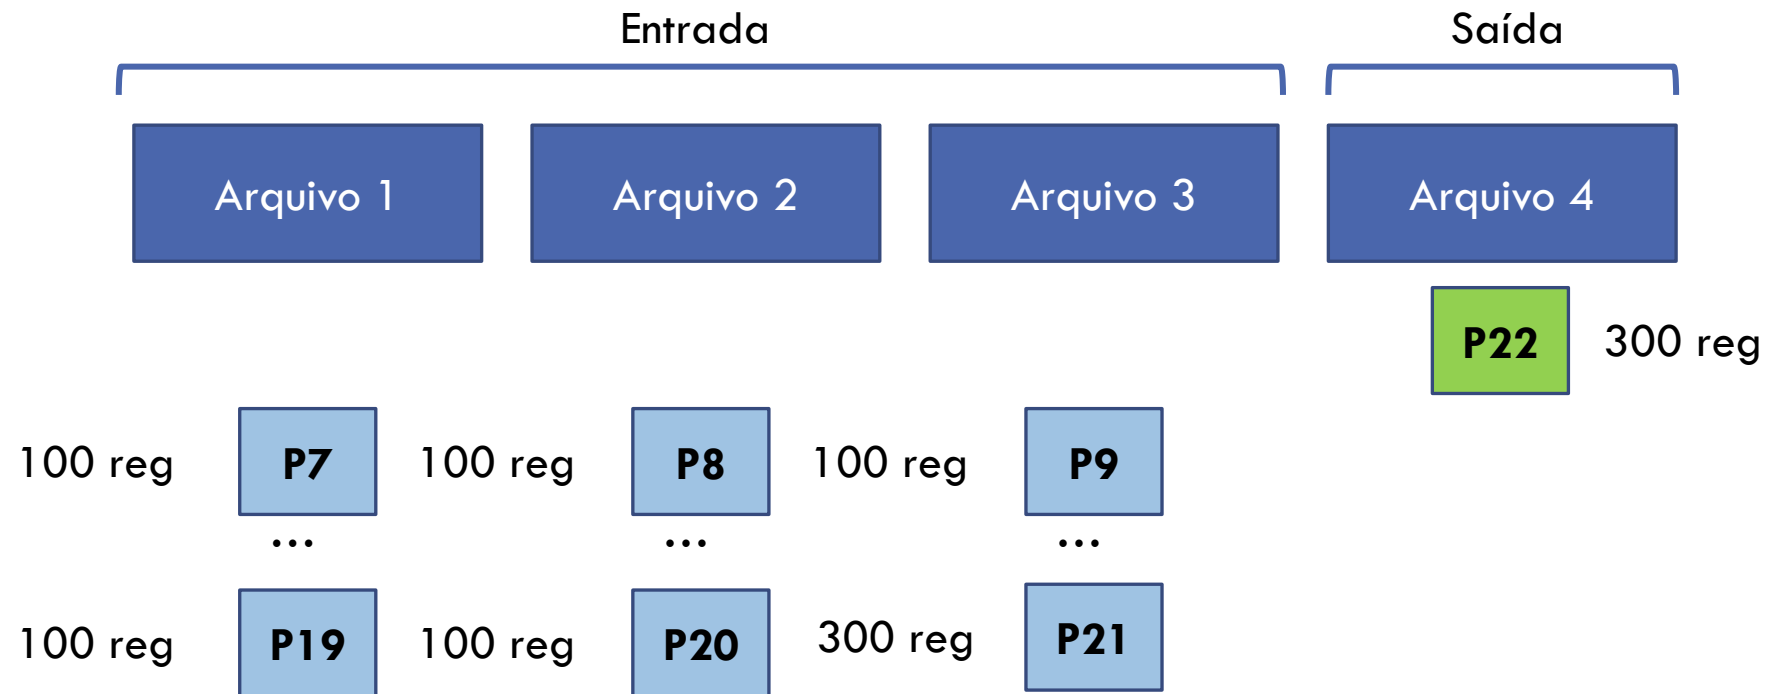 Entrada Saída
Arquivo 1 Arquivo 2 Arquivo 3 Arquivo 4
P22 300 reg
100 reg P7 100 reg P8 100 reg P9
... ... ...
100 reg P19 100 reg P20 300 reg P21